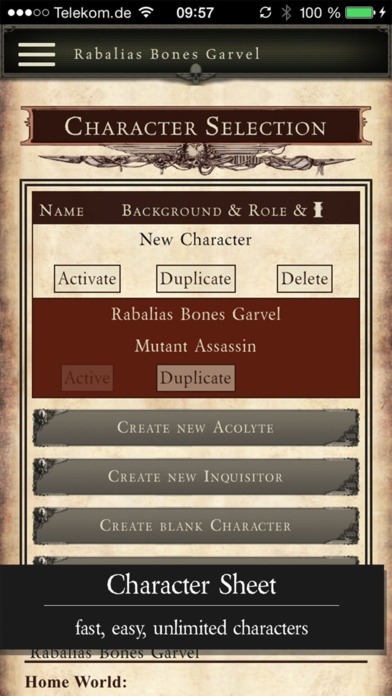 Telekom.de 09:57 100 %
Rabalias Bones Garvel
Character Selection
Name Background & Role &
New Character
Activate Duplicate Delete
Rabalias Bones Garvel
Mutant Assassin
Active Duplicate
Create new Acolyte
Create new Inquisitor
Create blank Character
Character Sheet
fast, easy, unlimited characters
Rabalias Bones Garvel
Home World: